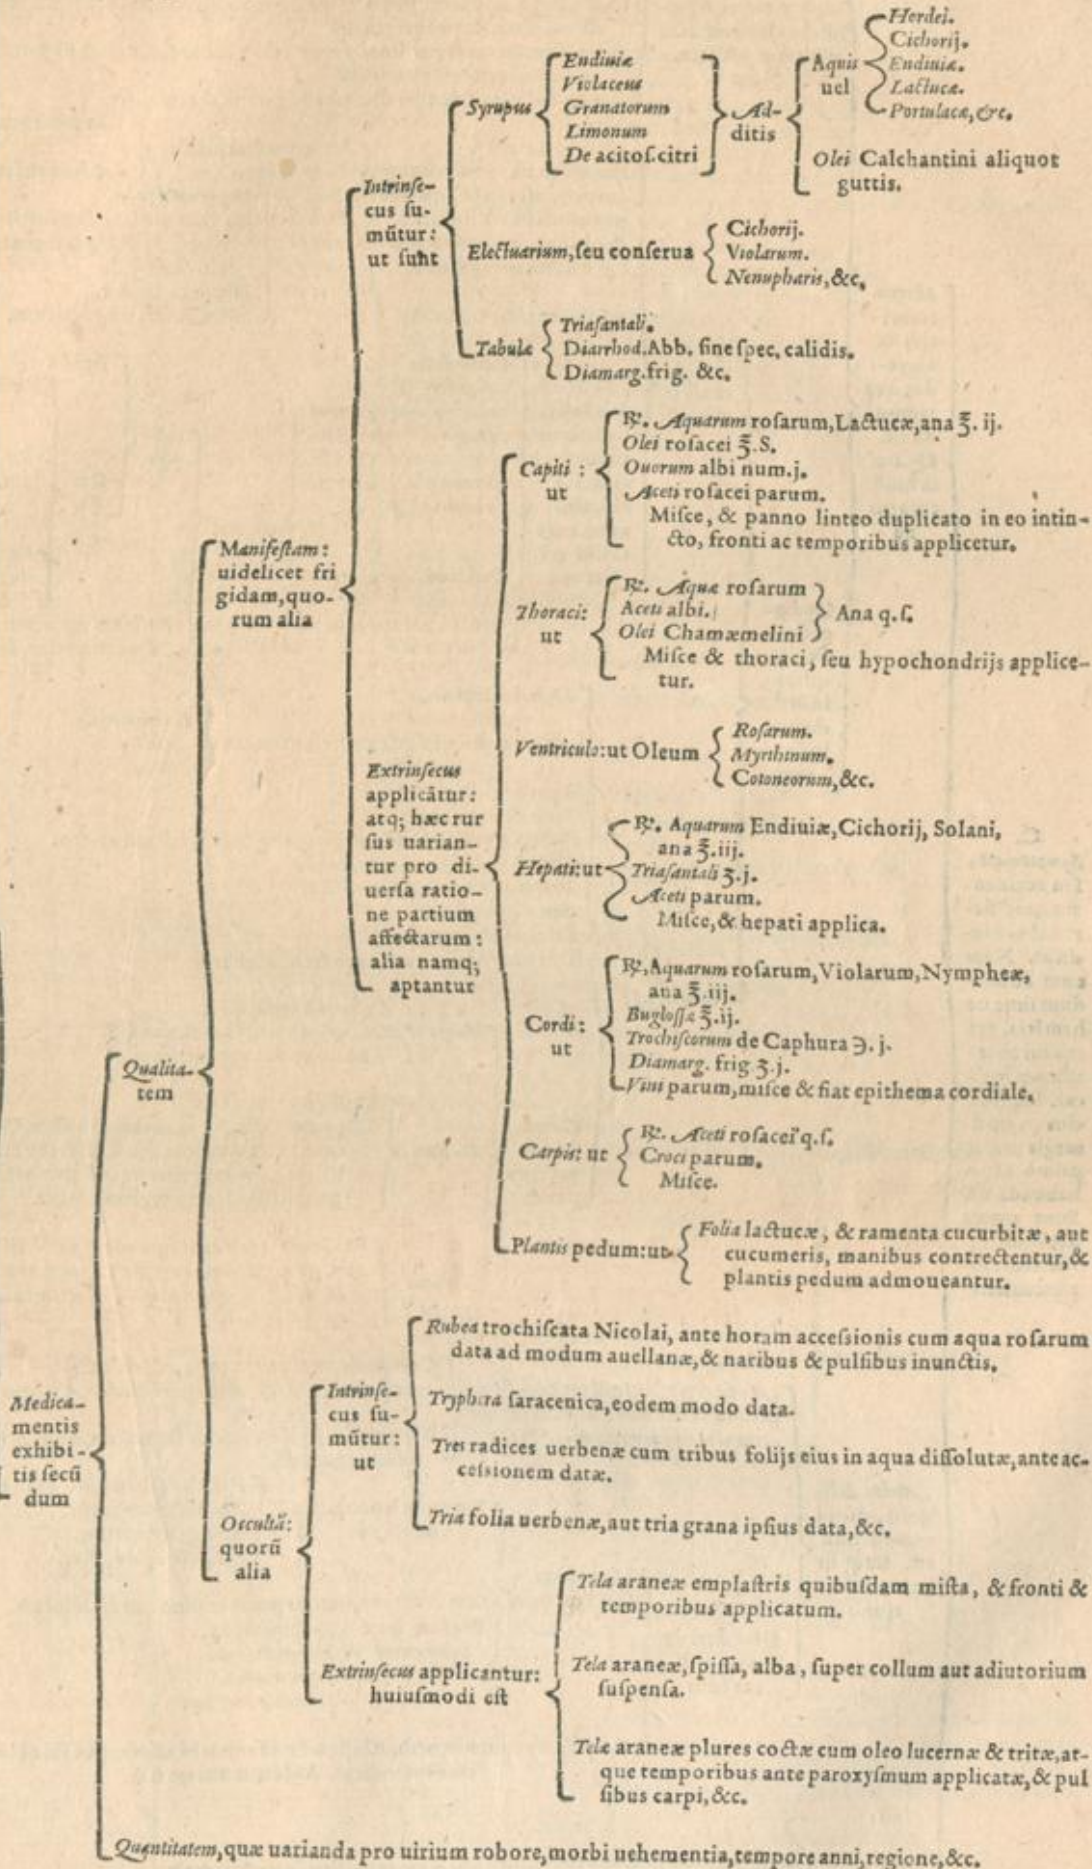 Medica-
mentis
exhibi-
tis secũ
dum
Qualita-
tem
Manifestam:
uidelicet fri
gidam, quo-
rum alia
Intrinse-
cus su-
mũtur:
ut sunt
Syrupus
Endiuiæ
Violaceus
Granatorum
Limonum
De acitos. citri
Ad-
ditis
Aquis
uel
Hordei.
Cichorij.
Endiuiæ.
Lactucæ.
Portulacæ, &c.
Olei Calchantini aliquot
guttis.
Electuarium, seu conserua
Cichorij.
Violarum.
Nenupharis, &c.
Tabulæ
Triasantali.
Diarrhod. Abb. sine spec. calidis.
Diamarg. frig. &c.
Extrinsecus
applicãtur:
atq; hæc rur
sus uarian-
tur pro di-
uersa ratio-
ne partium
affectarum:
alia namq;
aptantur
Capiti:
ut
℞. Aquarum rosarum, Lactucæ, ana ℥. ij.
Olei rosacei ℥. S.
Ouorum albi num. j.
Aceti rosacei parum.
Misce, & panno linteo duplicato in eo intin-
cto, fronti ac temporibus applicetur.
Thoraci:
ut
℞. Aquæ rosarum
Aceti albi.
Olei Chamæmelini
Ana q. s.
Misce & thoraci, seu hypochondrijs applice-
tur.
Ventriculo: ut Oleum
Rosarum.
Myrthinum.
Cotoneorum, &c.
Hepati: ut
℞. Aquarum Endiuiæ, Cichorij, Solani,
ana ℥. iij.
Triasantali ʒ. j.
Aceti parum.
Misce, & hepati applica.
Cordi:
ut
℞, Aquarum rosarum, Violarum, Nympheæ,
ana ℥. iij.
Buglossæ ℥. ij.
Trochiscorum de Caphura ℈. j.
Diamarg. frig ʒ. j.
Vini parum, misce & fiat epithema cordiale.
Carpis: ut
℞. Aceti rosacei q. s.
Croci parum.
Misce.
Plantis pedum: ut
Folia lactucæ, & ramenta cucurbitæ, aut
cucumeris, manibus contrectentur, &
plantis pedum admoueantur.
Occultã:
quorũ
alia
Intrinse-
cus su-
mũtur:
ut
Rubea trochiscata Nicolai, ante horam accessionis cum aqua rosarum
data ad modum auellanæ, & naribus & pulsibus inunctis.
Tryphera saracenica, eodem modo data.
Tres radices uerbenæ cum tribus folijs eius in aqua dissolutæ, ante ac-
cessionem datæ.
Tria folia uerbenæ, aut tria grana ipsius data, &c.
Extrinsecus applicantur:
huiusmodi est
Tela araneæ emplastris quibusdam mista, & fronti &
temporibus applicatum.
Tela araneæ, spissa, alba, super collum aut adiutorium
suspensa.
Telæ araneæ plures coctæ cum oleo lucernæ & tritæ, at-
que temporibus ante paroxysmum applicatæ, & pul
sibus carpi, &c.
Quantitatem, quæ uarianda pro uirium robore, morbi uehementia, tempore anni, regione, &c.